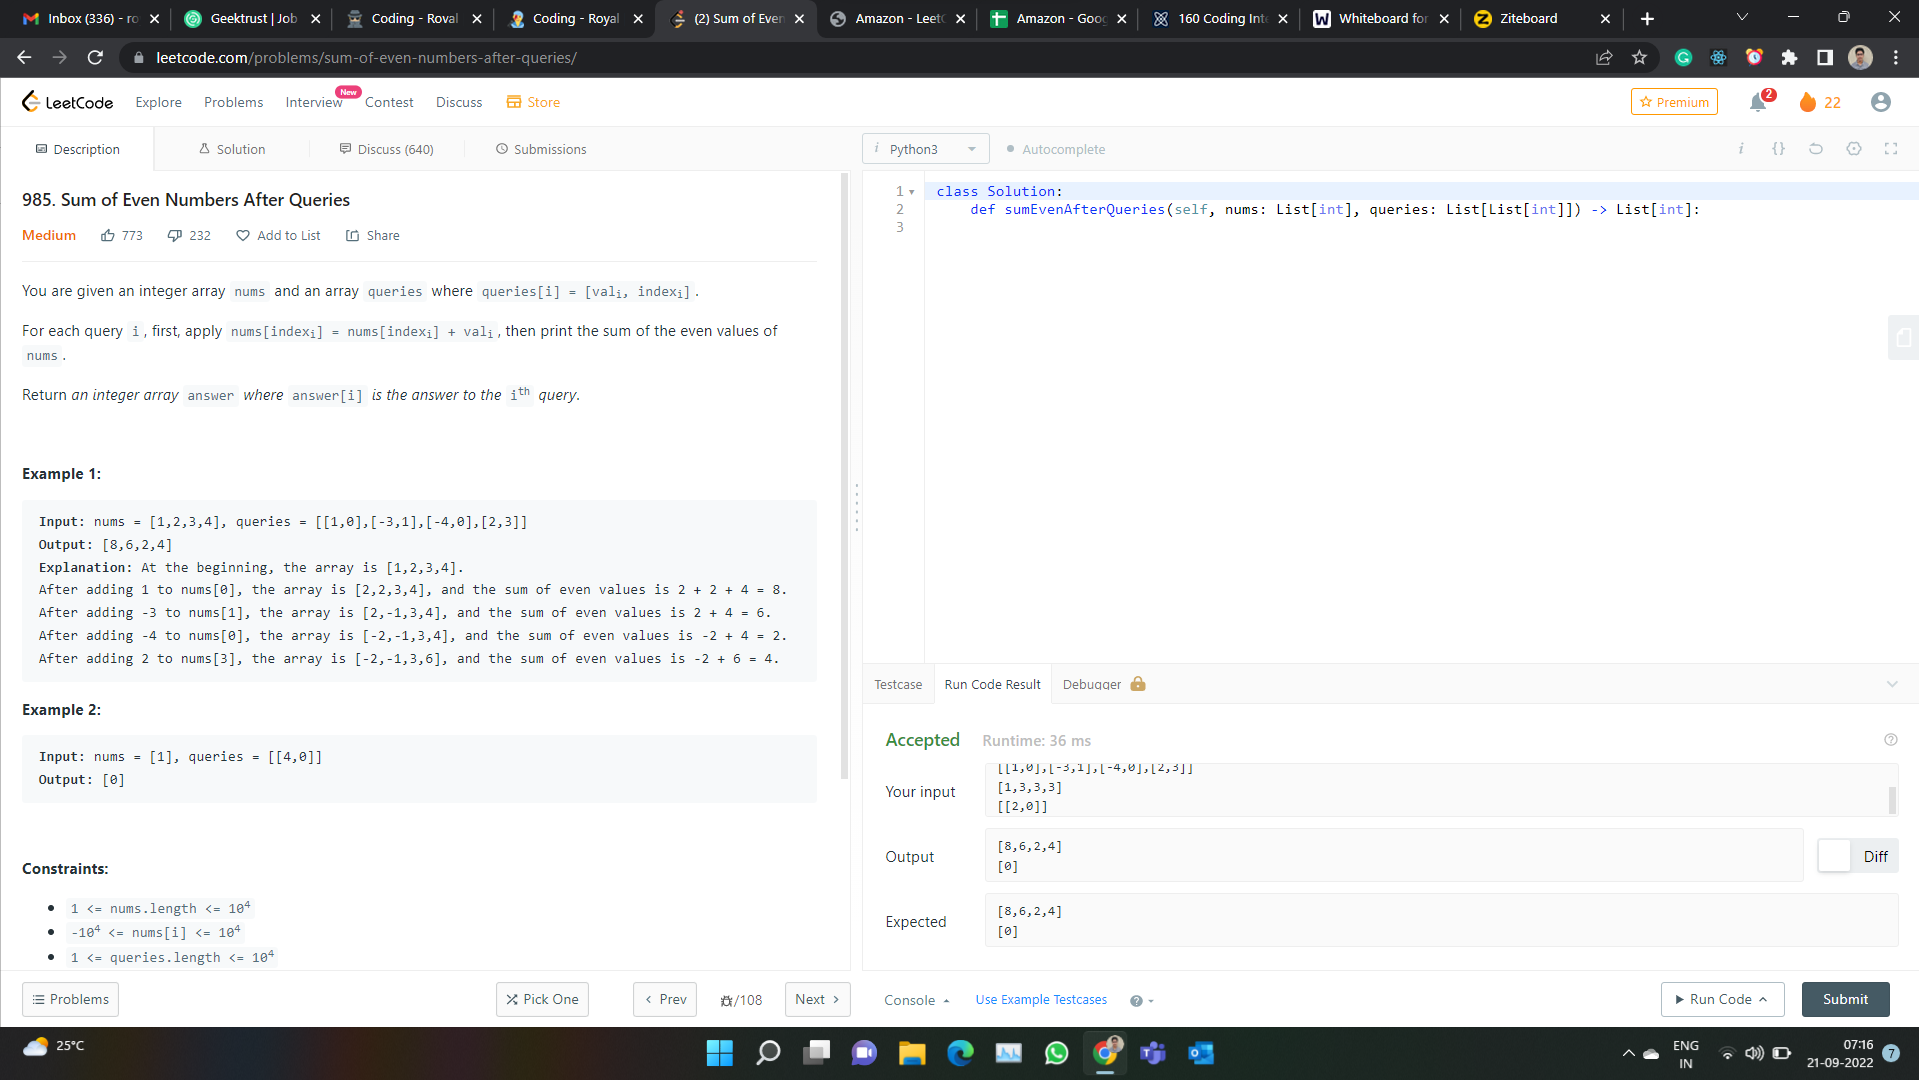 Inbox (336) - ro
Geektrust | Job
Coding - Roval
Coding - Royal
(2) Sum of Even
Amazon - LeetC
Amazon - Goog
160 Coding Inte
Whiteboard for
Ziteboard
leetcode.com/problems/sum-of-even-numbers-after-queries/
LeetCode
Explore
Problems
Interview
New
Contest
Discuss
Store
Premium
2
22
Description
Solution
Discuss (640)
Submissions
Python3
Autocomplete
985. Sum of Even Numbers After Queries
Medium
773
232
Add to List
Share
You are given an integer array nums and an array queries where queries[i] = [valᵢ, indexᵢ].
For each query i, first, apply nums[indexᵢ] = nums[indexᵢ] + valᵢ, then print the sum of the even values of
nums.
Return an integer array answer where answer[i] is the answer to the iᵗʰ query.
Example 1:
Input: nums = [1,2,3,4], queries = [[1,0],[-3,1],[-4,0],[2,3]]
Output: [8,6,2,4]
Explanation: At the beginning, the array is [1,2,3,4].
After adding 1 to nums[0], the array is [2,2,3,4], and the sum of even values is 2 + 2 + 4 = 8.
After adding -3 to nums[1], the array is [2,-1,3,4], and the sum of even values is 2 + 4 = 6.
After adding -4 to nums[0], the array is [-2,-1,3,4], and the sum of even values is -2 + 4 = 2.
After adding 2 to nums[3], the array is [-2,-1,3,6], and the sum of even values is -2 + 6 = 4.
Example 2:
Input: nums = [1], queries = [[4,0]]
Output: [0]
Constraints:
1 <= nums.length <= 10⁴
-10⁴ <= nums[i] <= 10⁴
1 <= queries.length <= 10⁴
Problems
Pick One
Prev
/108
Next
1 class Solution:
2 def sumEvenAfterQueries(self, nums: List[int], queries: List[List[int]]) -> List[int]:
3
Testcase
Run Code Result
Debugger
Accepted
Runtime: 36 ms
Your input
[[1,0],[-3,1],[-4,0],[2,3]]
[1,3,3,3]
[[2,0]]
Output
[8,6,2,4]
[0]
Diff
Expected
[8,6,2,4]
[0]
Console
Use Example Testcases
Run Code
Submit
25°C
ENG
IN
07:16
21-09-2022
7